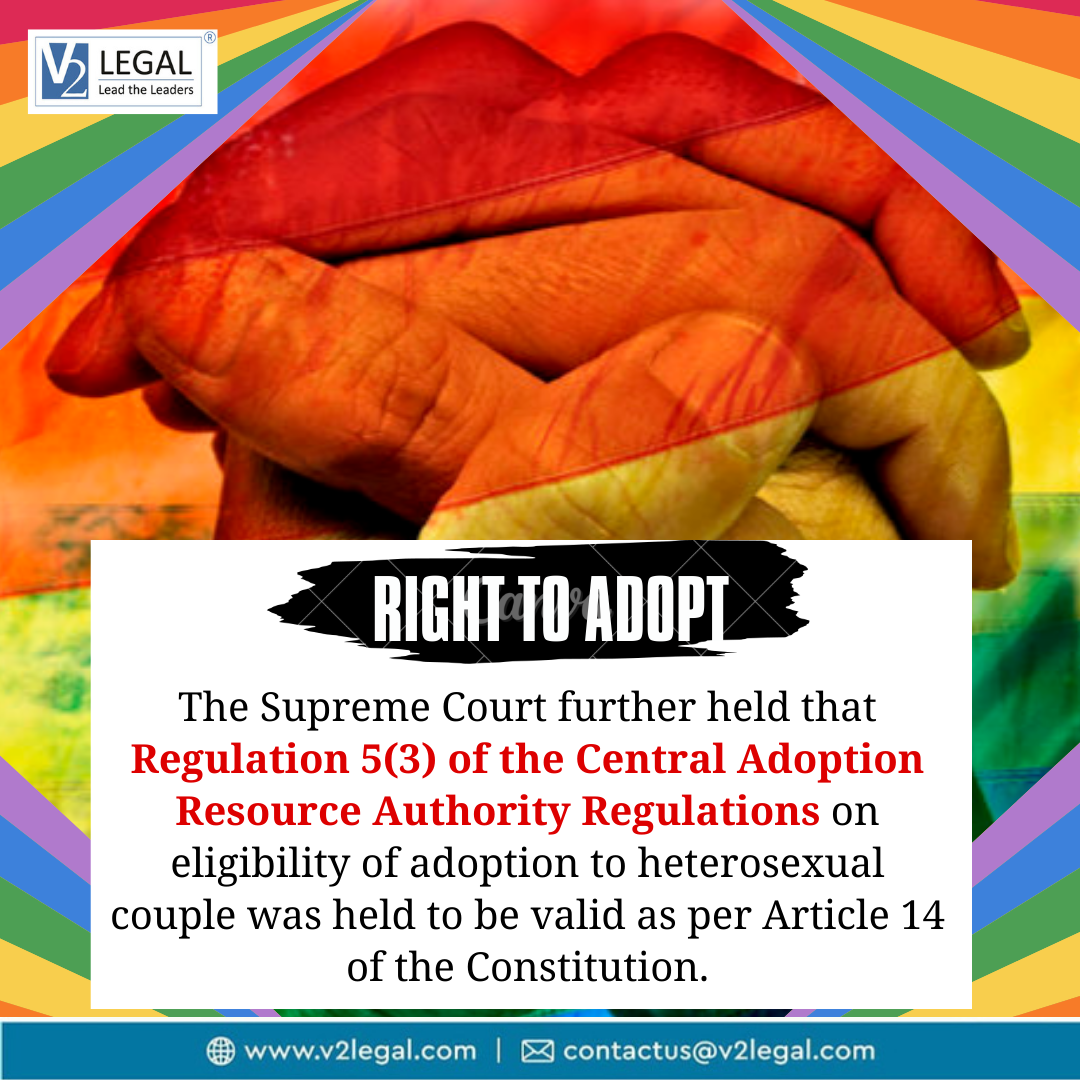 V2 LEGAL®
Lead the Leaders
RIGHT TO ADOPT
Canva
The Supreme Court further held that
Regulation 5(3) of the Central Adoption
Resource Authority Regulations on
eligibility of adoption to heterosexual
couple was held to be valid as per Article 14
of the Constitution.
www.v2legal.com | contactus@v2legal.com